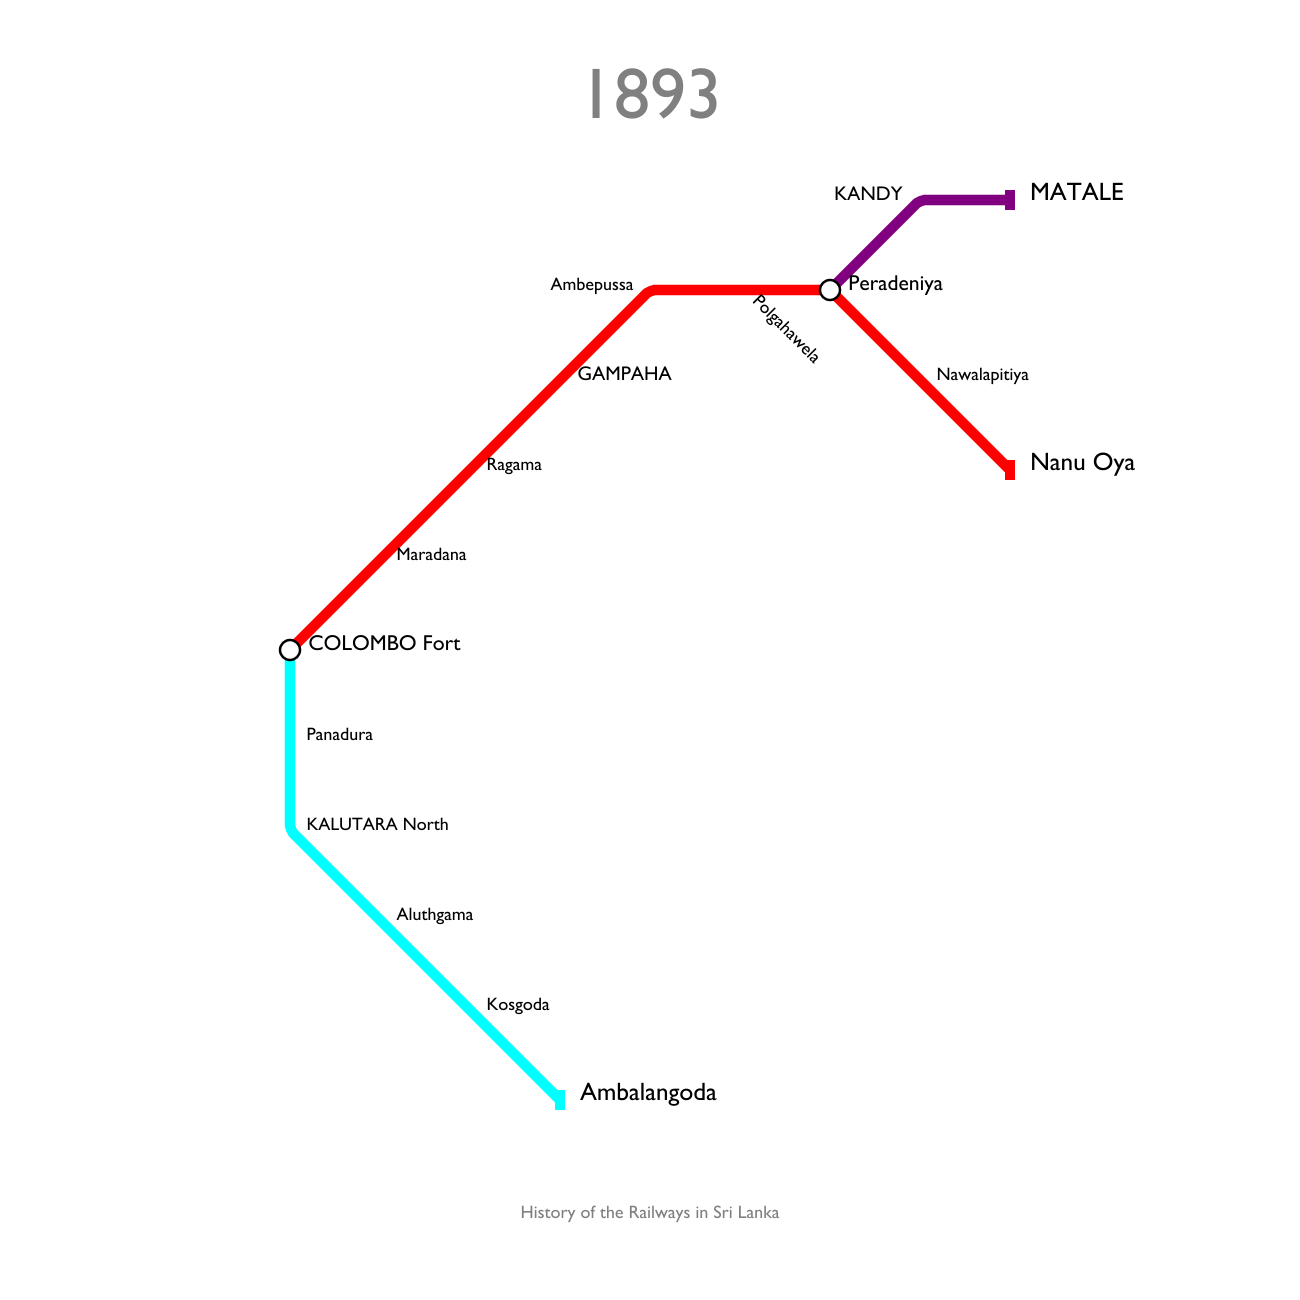 1893
KANDY
MATALE
Ambepussa
Peradeniya
Polgahawela
GAMPAHA
Nawalapitiya
Ragama
Nanu Oya
Maradana
COLOMBO Fort
Panadura
KALUTARA North
Aluthgama
Kosgoda
Ambalangoda
History of the Railways in Sri Lanka